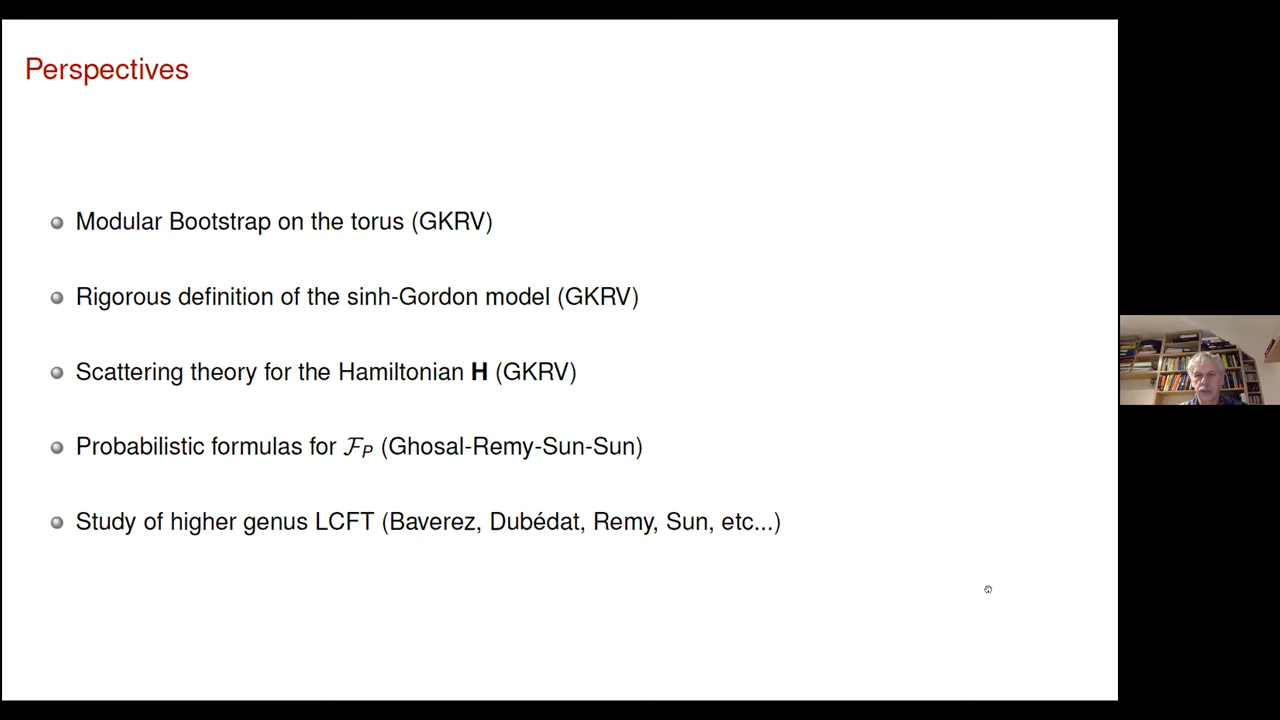 Perspectives
Modular Bootstrap on the torus (GKRV)
Rigorous definition of the sinh-Gordon model (GKRV)
Scattering theory for the Hamiltonian H (GKRV)
Probabilistic formulas for ℱ_P (Ghosal-Remy-Sun-Sun)
Study of higher genus LCFT (Baverez, Dubédat, Remy, Sun, etc...)